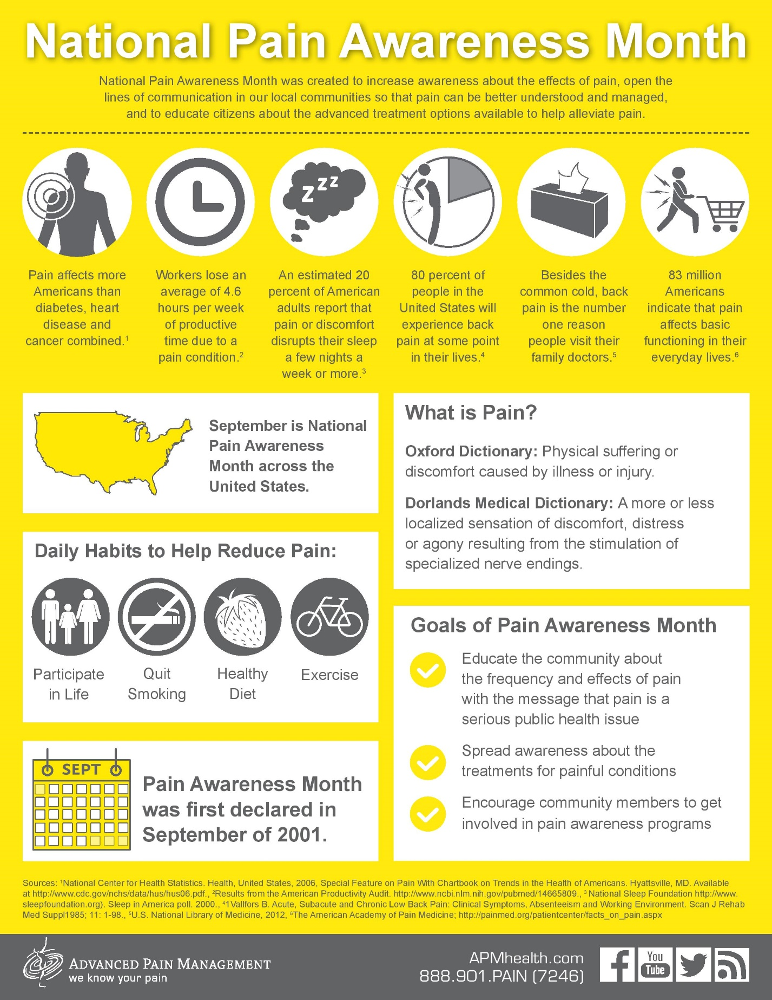 National Pain Awareness Month
National Pain Awareness Month was created to increase awareness about the effects of pain, open the
lines of communication in our local communities so that pain can be better understood and managed,
and to educate citizens about the advanced treatment options available to help alleviate pain.
zzz
Pain affects more
Americans than
diabetes, heart
disease and
cancer combined.1
Workers lose an
average of 4.6
hours per week
of productive
time due to a
pain condition.2
An estimated 20
percent of American
adults report that
pain or discomfort
disrupts their sleep
a few nights a
week or more.3
80 percent of
people in the
United States will
experience back
pain at some point
in their lives.4
Besides the
common cold, back
pain is the number
one reason
people visit their
family doctors.5
83 million
Americans
indicate that pain
affects basic
functioning in their
everyday lives.6
September is National
Pain Awareness
Month across the
United States.
What is Pain?
Oxford Dictionary: Physical suffering or
discomfort caused by illness or injury.
Dorlands Medical Dictionary: A more or less
localized sensation of discomfort, distress
or agony resulting from the stimulation of
specialized nerve endings.
Daily Habits to Help Reduce Pain:
Participate
in Life
Quit
Smoking
Healthy
Diet
Exercise
Goals of Pain Awareness Month
Educate the community about
the frequency and effects of pain
with the message that pain is a
serious public health issue
Spread awareness about the
treatments for painful conditions
Encourage community members to get
involved in pain awareness programs
SEPT
Pain Awareness Month
was first declared in
September of 2001.
Sources: 1National Center for Health Statistics. Health, United States, 2006, Special Feature on Pain With Chartbook on Trends in the Health of Americans. Hyattsville, MD. Available
at http://www.cdc.gov/nchs/data/hus/hus06.pdf., 2Results from the American Productivity Audit. http://www.ncbi.nlm.nih.gov/pubmed/14665809., 3 National Sleep Foundation http://www.
sleepfoundation.org). Sleep in America poll. 2000., 41Vallfors B. Acute, Subacute and Chronic Low Back Pain: Clinical Symptoms, Absenteeism and Working Environment. Scan J Rehab
Med Suppl1985; 11: 1-98., 5U.S. National Library of Medicine, 2012, 6The American Academy of Pain Medicine; http://painmed.org/patientcenter/facts_on_pain.aspx
ADVANCED PAIN MANAGEMENT
we know your pain
APMhealth.com
888.901.PAIN (7246)
f
You
Tube